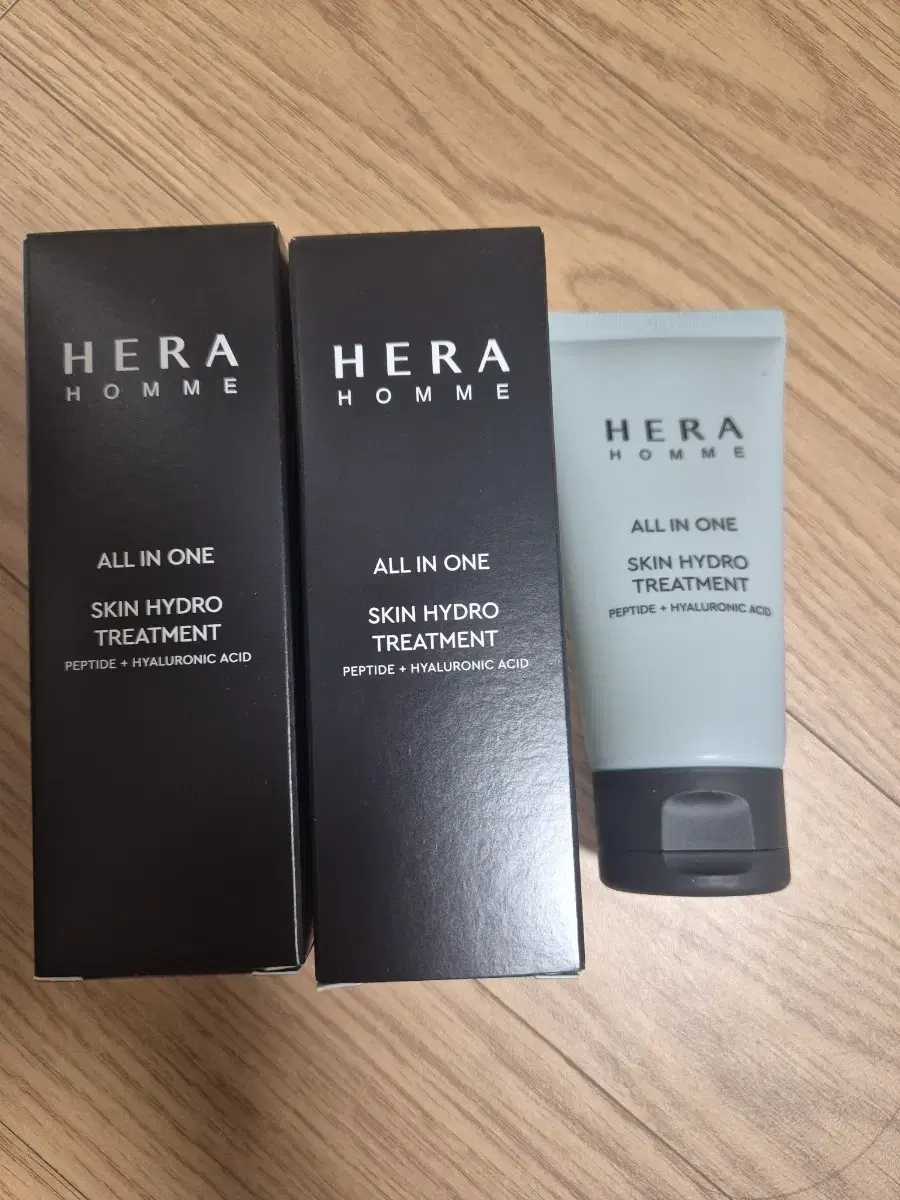 HERA
HOMME
ALL IN ONE
SKIN HYDRO
TREATMENT
PEPTIDE + HYALURONIC ACID
HERA
HOMME
ALL IN ONE
SKIN HYDRO
TREATMENT
PEPTIDE + HYALURONIC ACID
HERA
HOMME
ALL IN ONE
SKIN HYDRO
TREATMENT
PEPTIDE + HYALURONIC ACID